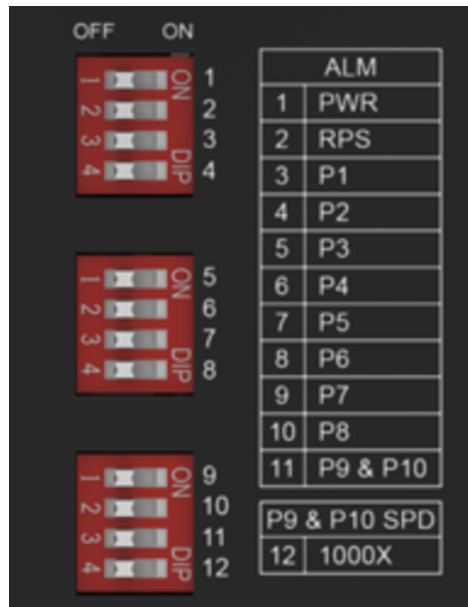 OFF ON
1 ON 1
2 2
3 3
4 DIP 4
1 ON 5
2 6
3 7
4 DIP 8
1 ON 9
2 10
3 11
4 DIP 12
ALM
1 PWR
2 RPS
3 P1
4 P2
5 P3
6 P4
7 P5
8 P6
9 P7
10 P8
11 P9 & P10
P9 & P10 SPD
12 1000X